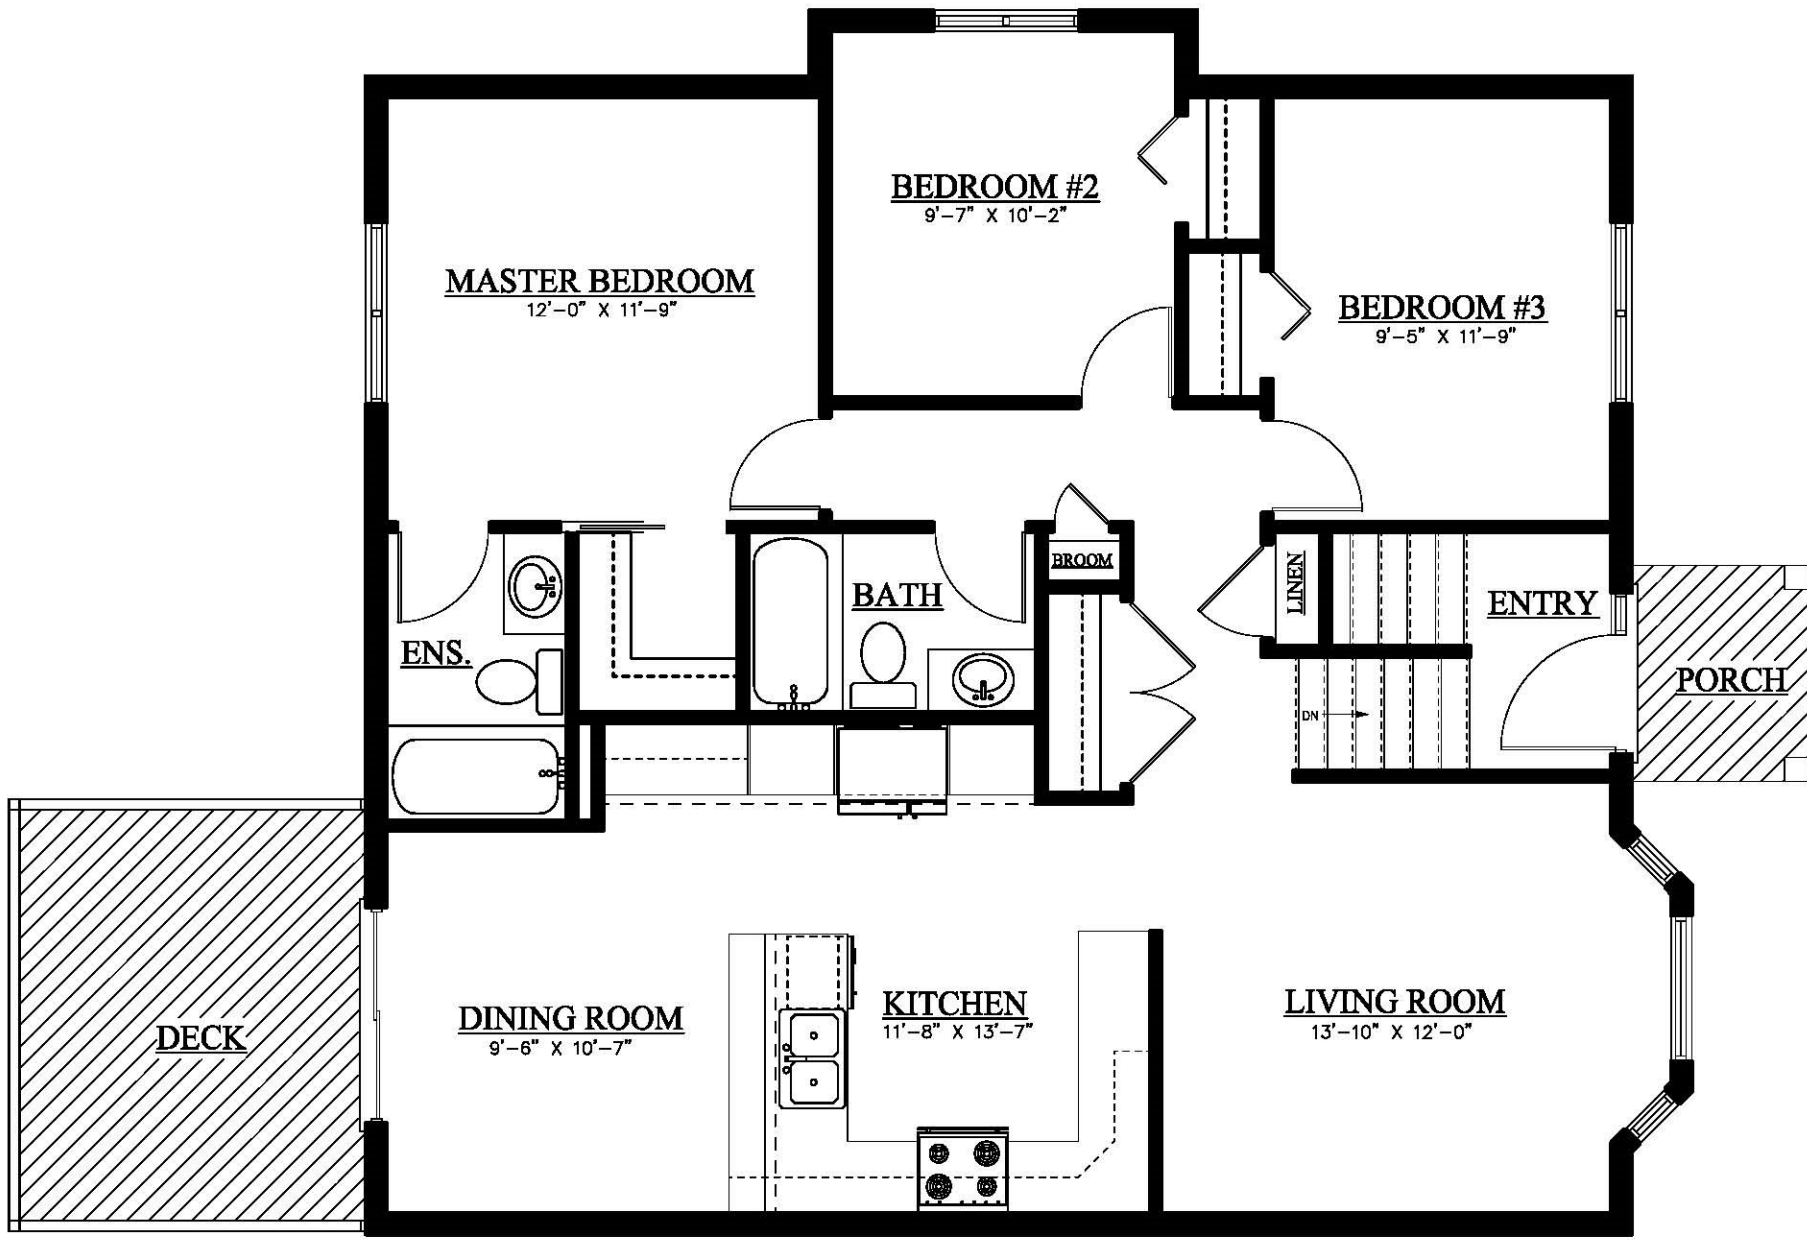 BEDROOM #2
9'-7" X 10'-2"
MASTER BEDROOM
12'-0" X 11'-9"
BEDROOM #3
9'-5" X 11'-9"
BROOM
LINEN
BATH
ENTRY
ENS.
PORCH
DN
DINING ROOM
9'-6" X 10'-7"
KITCHEN
11'-8" X 13'-7"
LIVING ROOM
13'-10" X 12'-0"
DECK